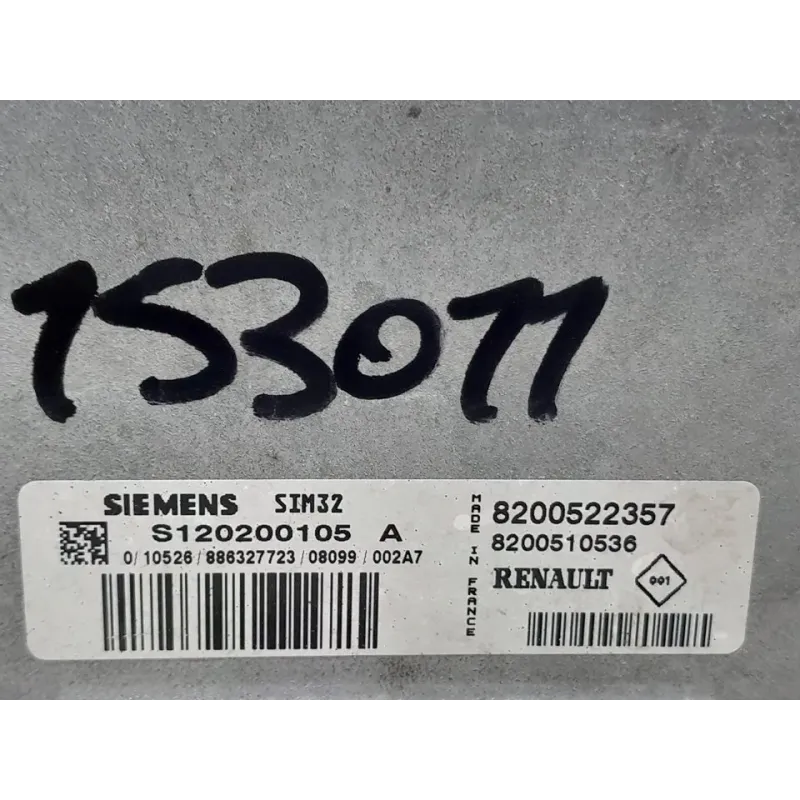 153011
SIEMENS SIM32
S120200105 A
0/10526/886327723/08099/002A7
MADE IN FRANCE
8200522357
8200510536
RENAULT 001